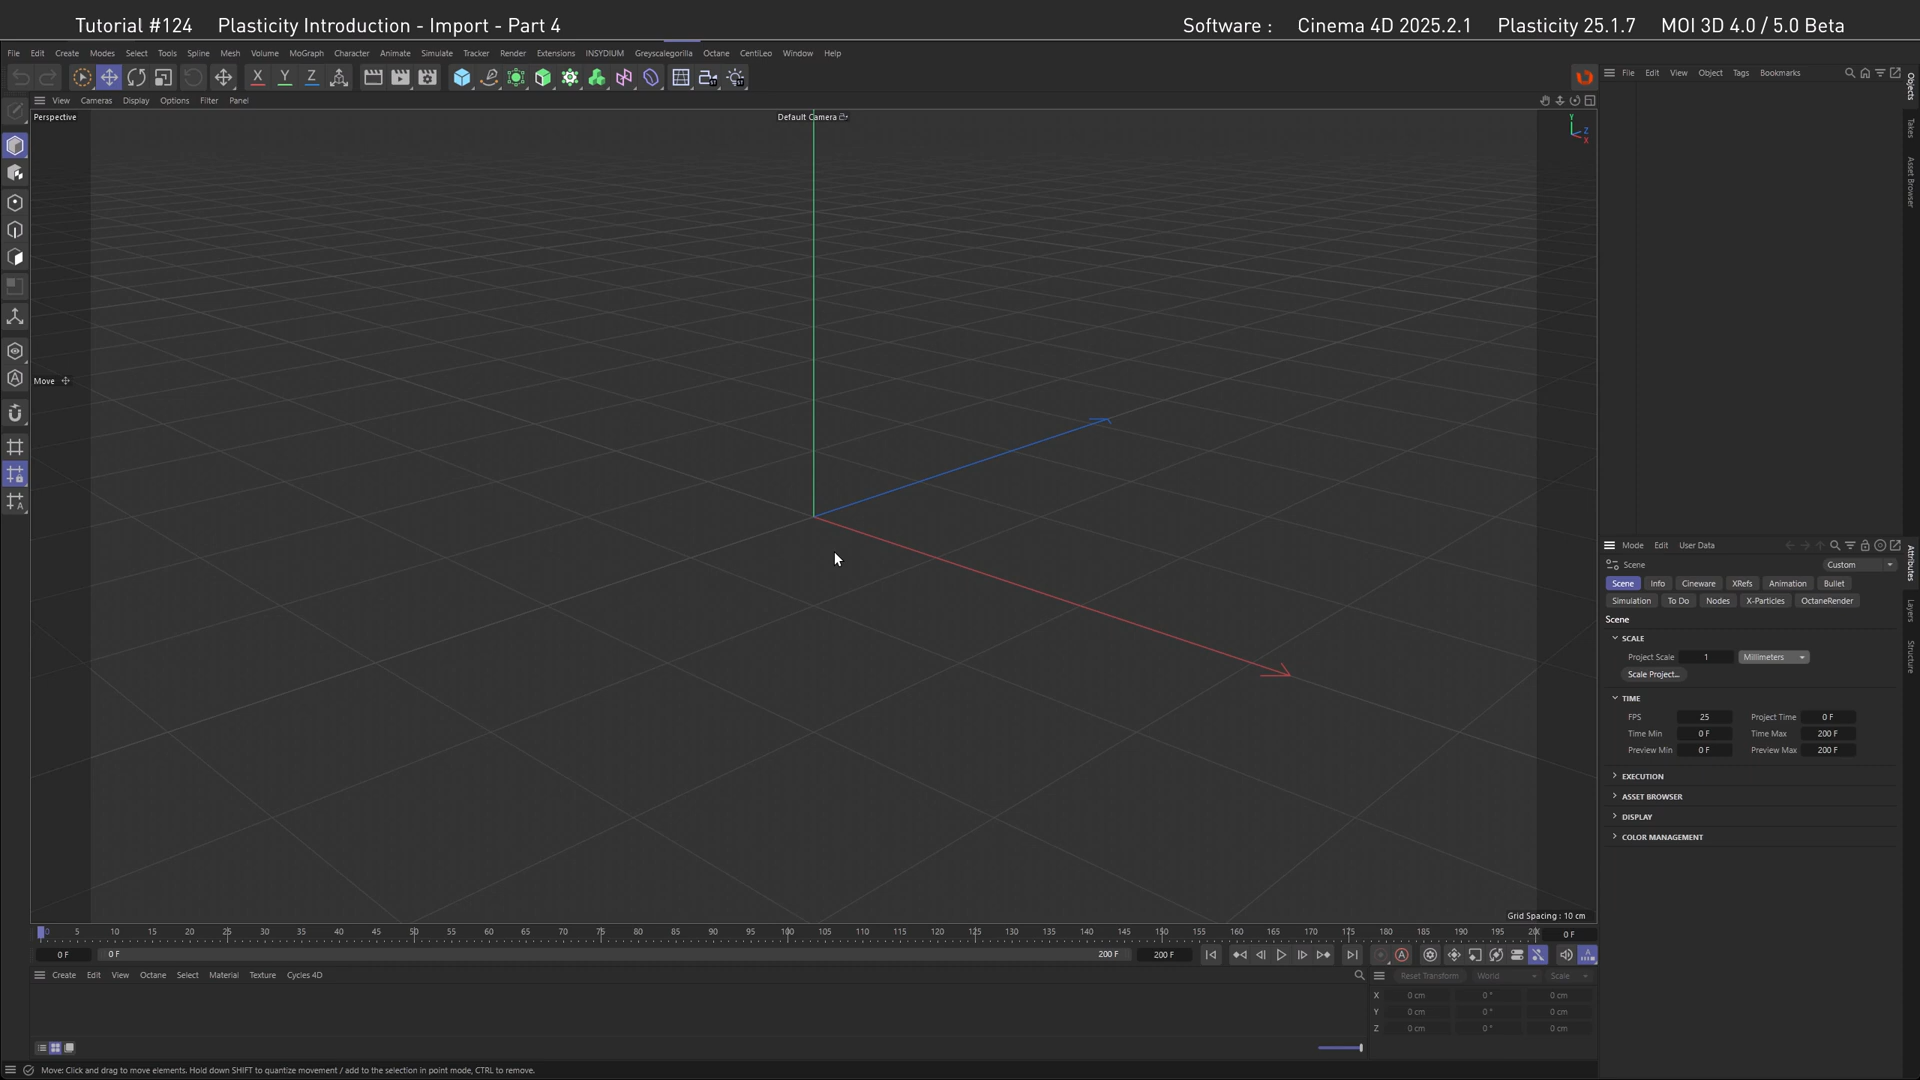 Tutorial #124 Plasticity Introduction - Import - Part 4 Software : Cinema 4D 2025.2.1 Plasticity 25.1.7 MOI 3D 4.0 / 5.0 Beta
File Edit Create Modes Select Tools Spline Mesh Volume MoGraph Character Animate Simulate Tracker Render Extensions INSYDIUM Greyscalegorilla Octane CentiLeo Window Help
File Edit View Object Tags Bookmarks
X Y Z
View Cameras Display Options Filter Panel
Perspective
Default Camera
Y
Z
X
Objects
Takes
Asset Browser
Move
Mode Edit User Data
Attributes
Layers
Structure
Scene Custom
Scene Info Cineware XRefs Animation Bullet
Simulation To Do Nodes X-Particles OctaneRender
Scene
SCALE
Project Scale 1 Millimeters
Scale Project...
TIME
FPS 25 Project Time 0 F
Time Min 0 F Time Max 200 F
Preview Min 0 F Preview Max 200 F
EXECUTION
ASSET BROWSER
DISPLAY
COLOR MANAGEMENT
Grid Spacing : 10 cm
0 5 10 15 20 25 30 35 40 45 50 55 60 65 70 75 80 85 90 95 100 105 110 115 120 125 130 135 140 145 150 155 160 165 170 175 180 185 190 195 0 F
0 F 0 F 200 F 200 F
Create Edit View Octane Select Material Texture Cycles 4D
Reset Transform World Scale
X 0 cm 0 ° 0 cm
Y 0 cm 0 ° 0 cm
Z 0 cm 0 ° 0 cm
Move: Click and drag to move elements. Hold down SHIFT to quantize movement / add to the selection in point mode, CTRL to remove.